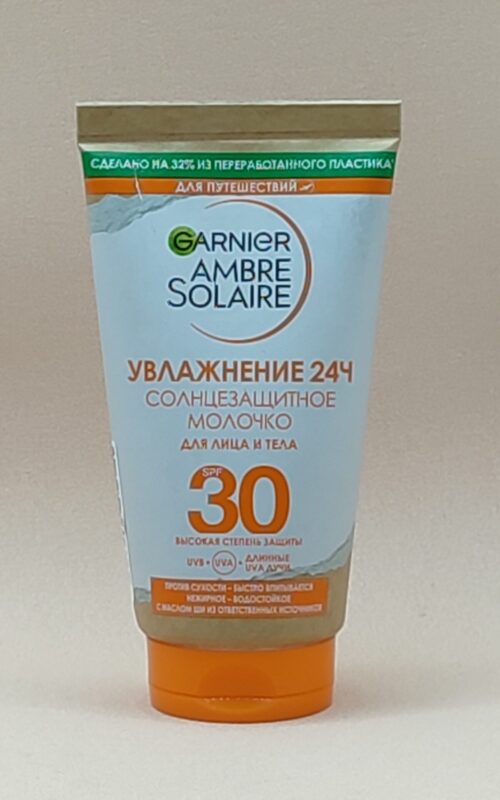 СДЕЛАНО НА 32% ИЗ ПЕРЕРАБОТАННОГО ПЛАСТИКА*
ДЛЯ ПУТЕШЕСТВИЙ
GARNIER
AMBRE
SOLAIRE
УВЛАЖНЕНИЕ 24Ч
СОЛНЦЕЗАЩИТНОЕ
МОЛОЧКО
ДЛЯ ЛИЦА И ТЕЛА
SPF
30
ВЫСОКАЯ СТЕПЕНЬ ЗАЩИТЫ
UVB + UVA + ДЛИННЫЕ
UVA ЛУЧИ
ПРОТИВ СУХОСТИ – БЫСТРО ВПИТЫВАЕТСЯ
НЕЖИРНОЕ – ВОДОСТОЙКОЕ
С МАСЛОМ ШИ ИЗ ОТВЕТСТВЕННЫХ ИСТОЧНИКОВ